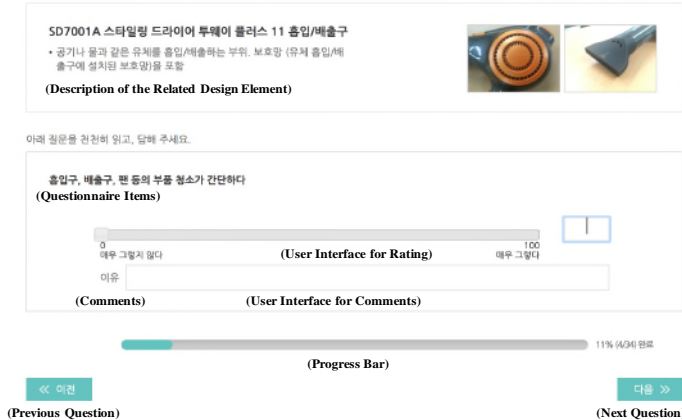 SD7001A 스타일링 드라이어 투웨이 플러스 11 흡입/배출구
• 공기나 물과 같은 유체를 흡입/배출하는 부위. 보호망 (유체 흡입/배
출구에 설치된 보호망)을 포함
(Description of the Related Design Element)
아래 질문을 천천히 읽고, 답해 주세요.
흡입구, 배출구, 팬 등의 부품 청소가 간단하다
(Questionnaire Items)
0
100
매우 그렇지 않다
(User Interface for Rating)
매우 그렇다
이유
(Comments)
(User Interface for Comments)
11% (4/34) 완료
(Progress Bar)
≪ 이전
다음 ≫
(Previous Question)
(Next Question